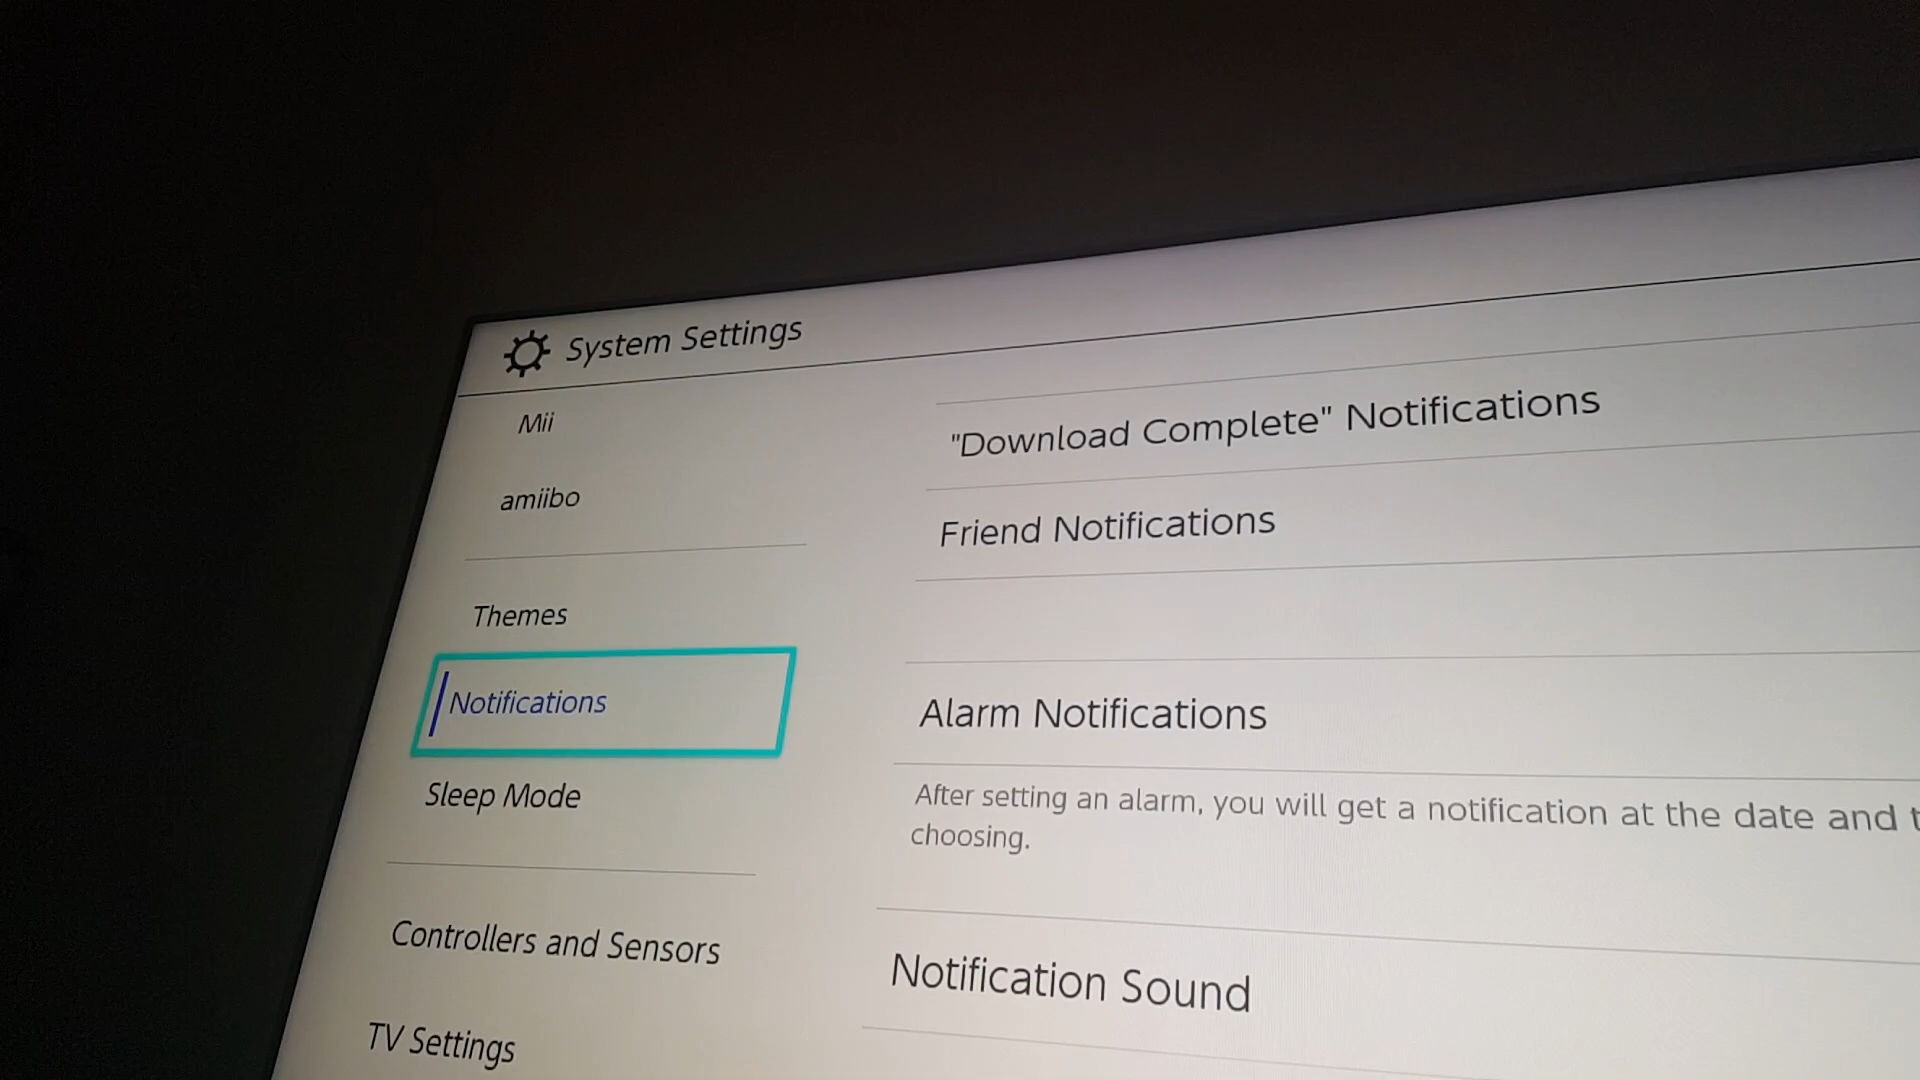 System Settings
Mii
amiibo
Themes
Notifications
Sleep Mode
Controllers and Sensors
TV Settings
"Download Complete" Notifications
Friend Notifications
Alarm Notifications
After setting an alarm, you will get a notification at the date and
choosing.
Notification Sound